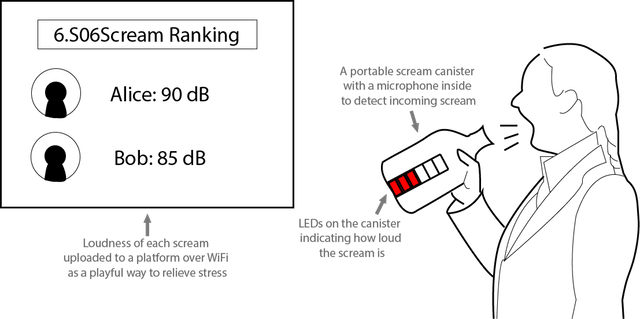 6.S06Scream Ranking
Alice: 90 dB
Bob: 85 dB
Loudness of each scream
uploaded to a platform over WiFi
as a playful way to relieve stress
A portable scream canister
with a microphone inside
to detect incoming scream
LEDs on the canister
indicating how loud
the scream is